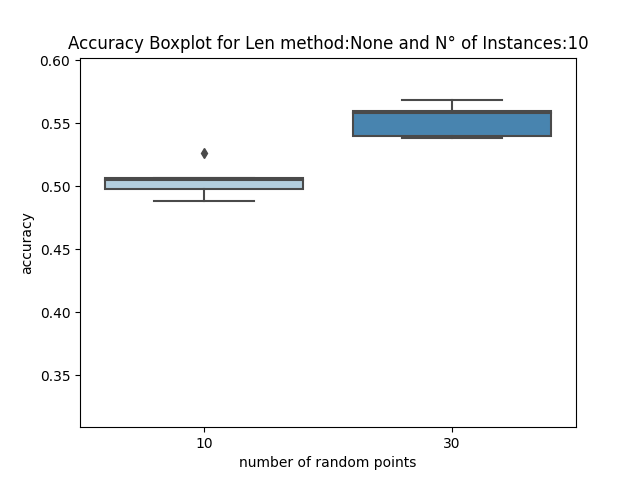 Accuracy Boxplot for Len method:None and N° of Instances:10
0.60
0.55
0.50
0.45
0.40
0.35
accuracy
10 30
number of random points